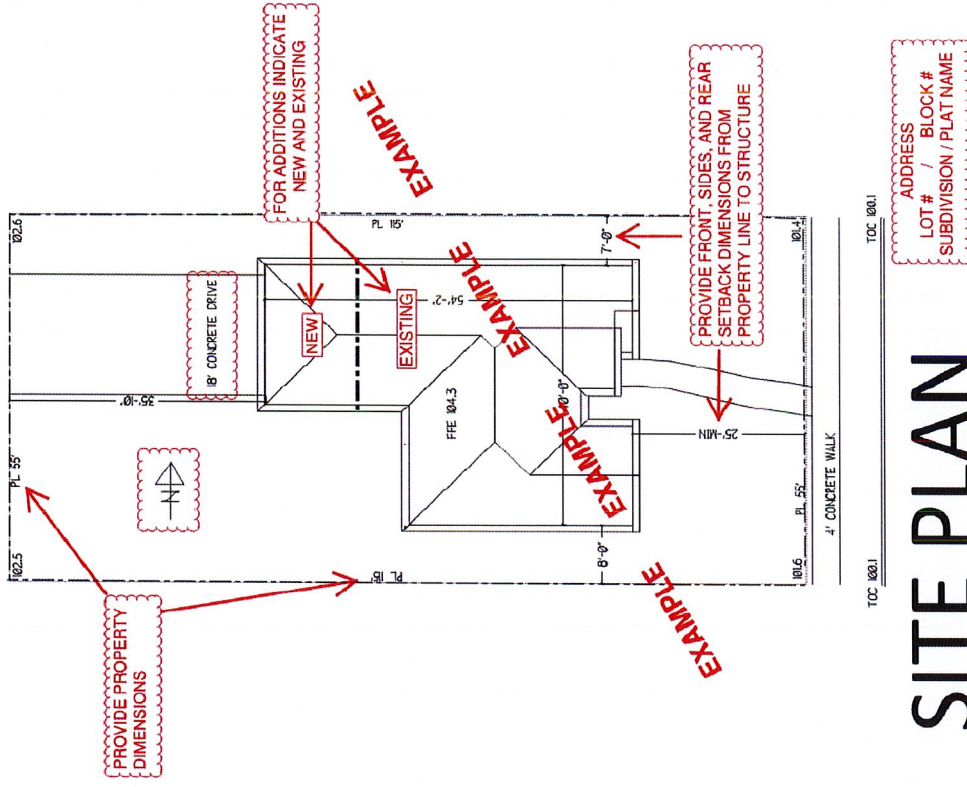 102.6
102.5
PL 55'
PROVIDE PROPERTY
DIMENSIONS
N
35'-10"
18' CONCRETE DRIVE
FOR ADDITIONS INDICATE
NEW AND EXISTING
EXAMPLE
NEW
EXISTING
PL 115'
PL 115'
54'-2"
FFE 104.3
EXAMPLE
EXAMPLE
EXAMPLE
8'-0"
7'-0"
25'-MIN
PROVIDE FRONT, SIDES, AND REAR
SETBACK DIMENSIONS FROM
PROPERTY LINE TO STRUCTURE
101.6
PL 55'
101.4
4' CONCRETE WALK
TOC 100.1
TOC 100.1
SITE PLAN
ADDRESS
LOT # / BLOCK #
SUBDIVISION / PLAT NAME